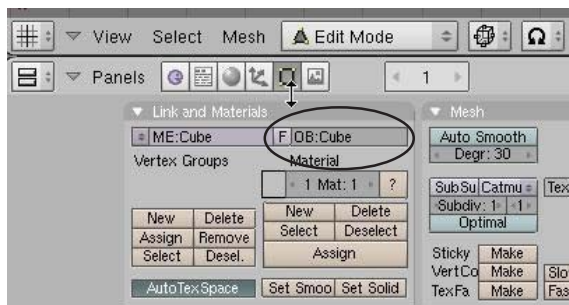 View Select Mesh Edit Mode
Panels 1
Link and Materials Mesh
ME:Cube F OB:Cube Auto Smooth
Vertex Groups Material Degr: 30
1 Mat: 1 ?
SubSu Catmu Tex
Subdiv: 1 1
New Delete New Delete Optimal
Assign Remove Select Deselect
Select Desel. Assign Sticky Make
VertCo Make Slo
AutoTexSpace Set Smoo Set Solid TexFa Make Fas